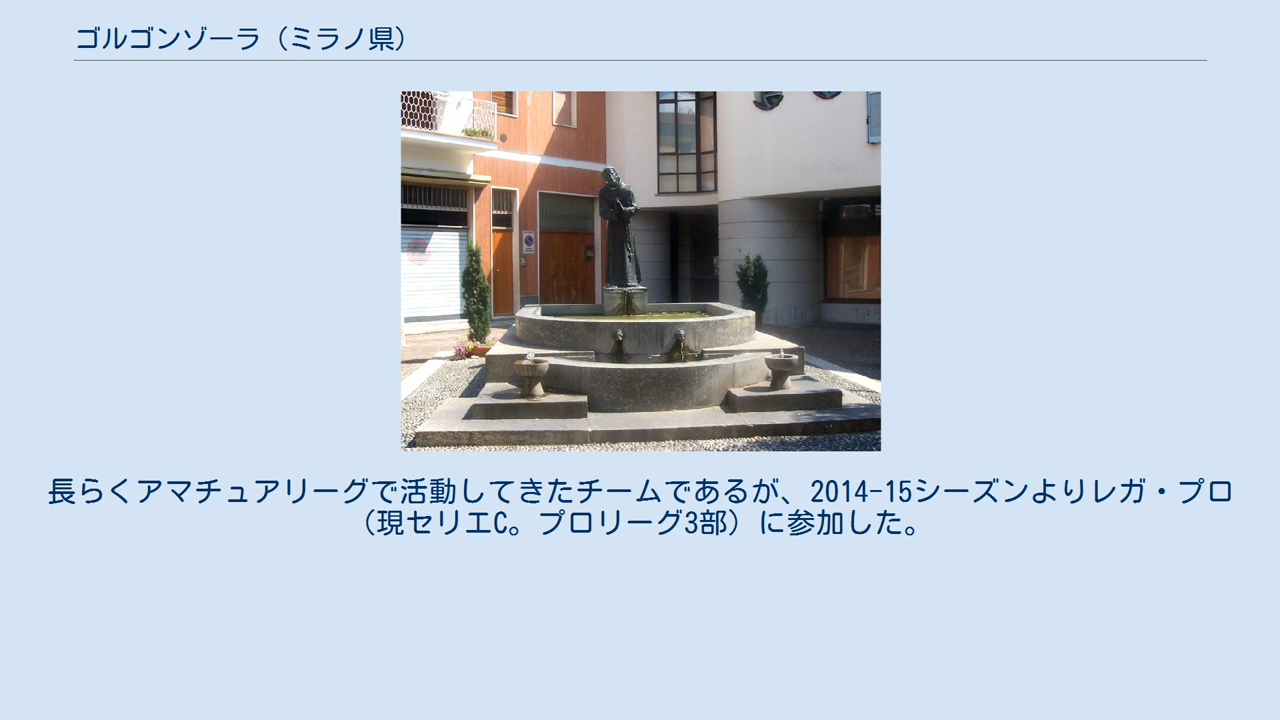 ゴルゴンゾーラ（ミラノ県）
長らくアマチュアリーグで活動してきたチームであるが、2014-15シーズンよりレガ・プロ
（現セリエC。プロリーグ3部）に参加した。